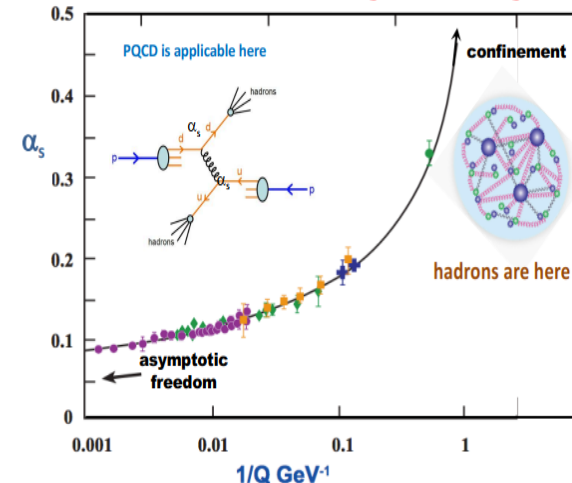 0.5
PQCD is applicable here
confinement
hadrons
0.4
αs
d
d
αs
0.3
p
αs
u
p
u
hadrons
hadrons are here
0.2
0.1
asymptotic
freedom
0
0.001
0.01
0.1
1
1/Q GeV-1